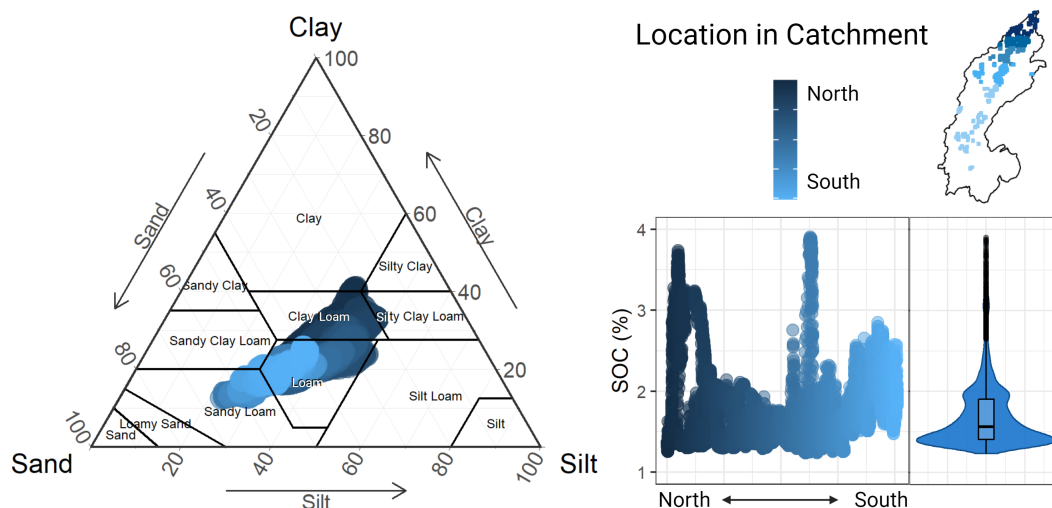 Clay
100
20
80
40
Sand
Clay
Clay
60
60
Silty Clay
Sandy Clay
40
80
Clay Loam
Silty Clay Loam
Sandy Clay Loam
20
Loam
100
Silt Loam
Sandy Loam
Loamy Sand
Sand
Silt
Sand
20
40
60
80
100
Silt
Silt
Location in Catchment
North
South
4
3
2
1
SOC (%)
North
South